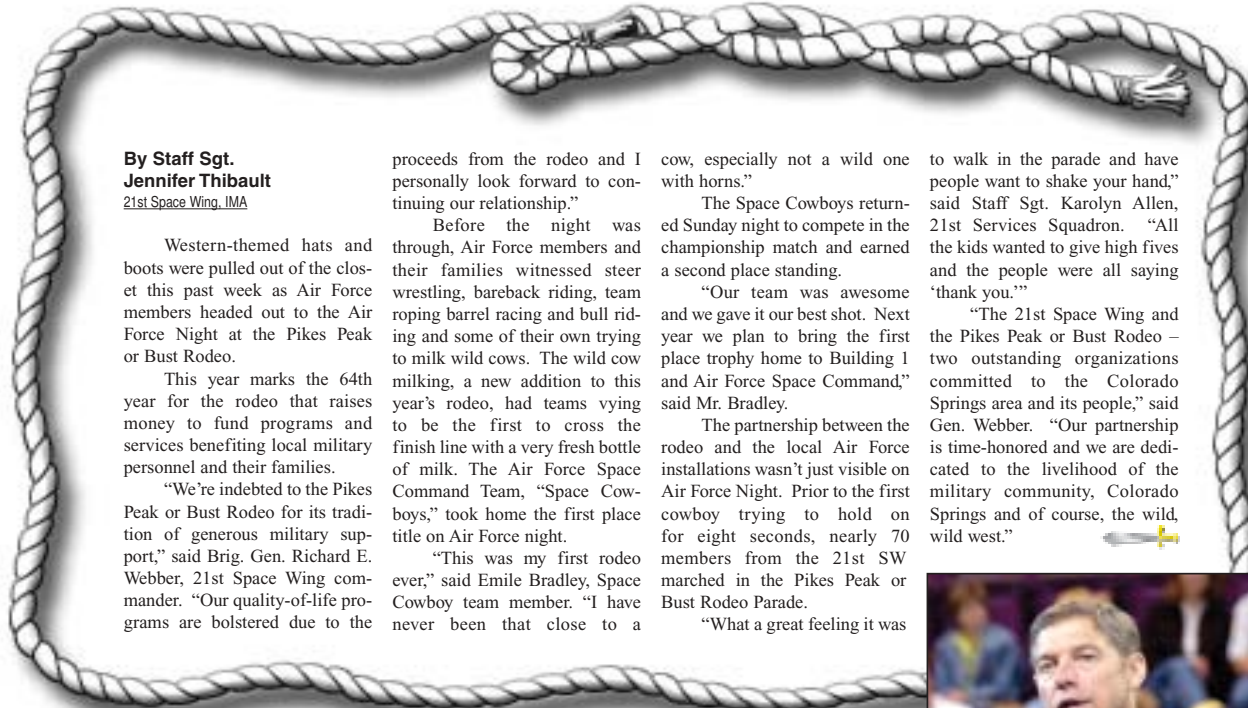 By Staff Sgt.
Jennifer Thibault
21st Space Wing, IMA
Western-themed hats and
boots were pulled out of the clos-
et this past week as Air Force
members headed out to the Air
Force Night at the Pikes Peak
or Bust Rodeo.
This year marks the 64th
year for the rodeo that raises
money to fund programs and
services benefiting local military
personnel and their families.
“We’re indebted to the Pikes
Peak or Bust Rodeo for its tradi-
tion of generous military sup-
port,” said Brig. Gen. Richard E.
Webber, 21st Space Wing com-
mander. “Our quality-of-life pro-
grams are bolstered due to the
proceeds from the rodeo and I
personally look forward to con-
tinuing our relationship.”
Before the night was
through, Air Force members and
their families witnessed steer
wrestling, bareback riding, team
roping barrel racing and bull rid-
ing and some of their own trying
to milk wild cows. The wild cow
milking, a new addition to this
year’s rodeo, had teams vying
to be the first to cross the
finish line with a very fresh bottle
of milk. The Air Force Space
Command Team, “Space Cow-
boys,” took home the first place
title on Air Force night.
“This was my first rodeo
ever,” said Emile Bradley, Space
Cowboy team member. “I have
never been that close to a
cow, especially not a wild one
with horns.”
The Space Cowboys return-
ed Sunday night to compete in the
championship match and earned
a second place standing.
“Our team was awesome
and we gave it our best shot. Next
year we plan to bring the first
place trophy home to Building 1
and Air Force Space Command,”
said Mr. Bradley.
The partnership between the
rodeo and the local Air Force
installations wasn’t just visible on
Air Force Night. Prior to the first
cowboy trying to hold on
for eight seconds, nearly 70
members from the 21st SW
marched in the Pikes Peak or
Bust Rodeo Parade.
“What a great feeling it was
to walk in the parade and have
people want to shake your hand,”
said Staff Sgt. Karolyn Allen,
21st Services Squadron. “All
the kids wanted to give high fives
and the people were all saying
‘thank you.’”
“The 21st Space Wing and
the Pikes Peak or Bust Rodeo –
two outstanding organizations
committed to the Colorado
Springs area and its people,” said
Gen. Webber. “Our partnership
is time-honored and we are dedi-
cated to the livelihood of the
military community, Colorado
Springs and of course, the wild,
wild west.”